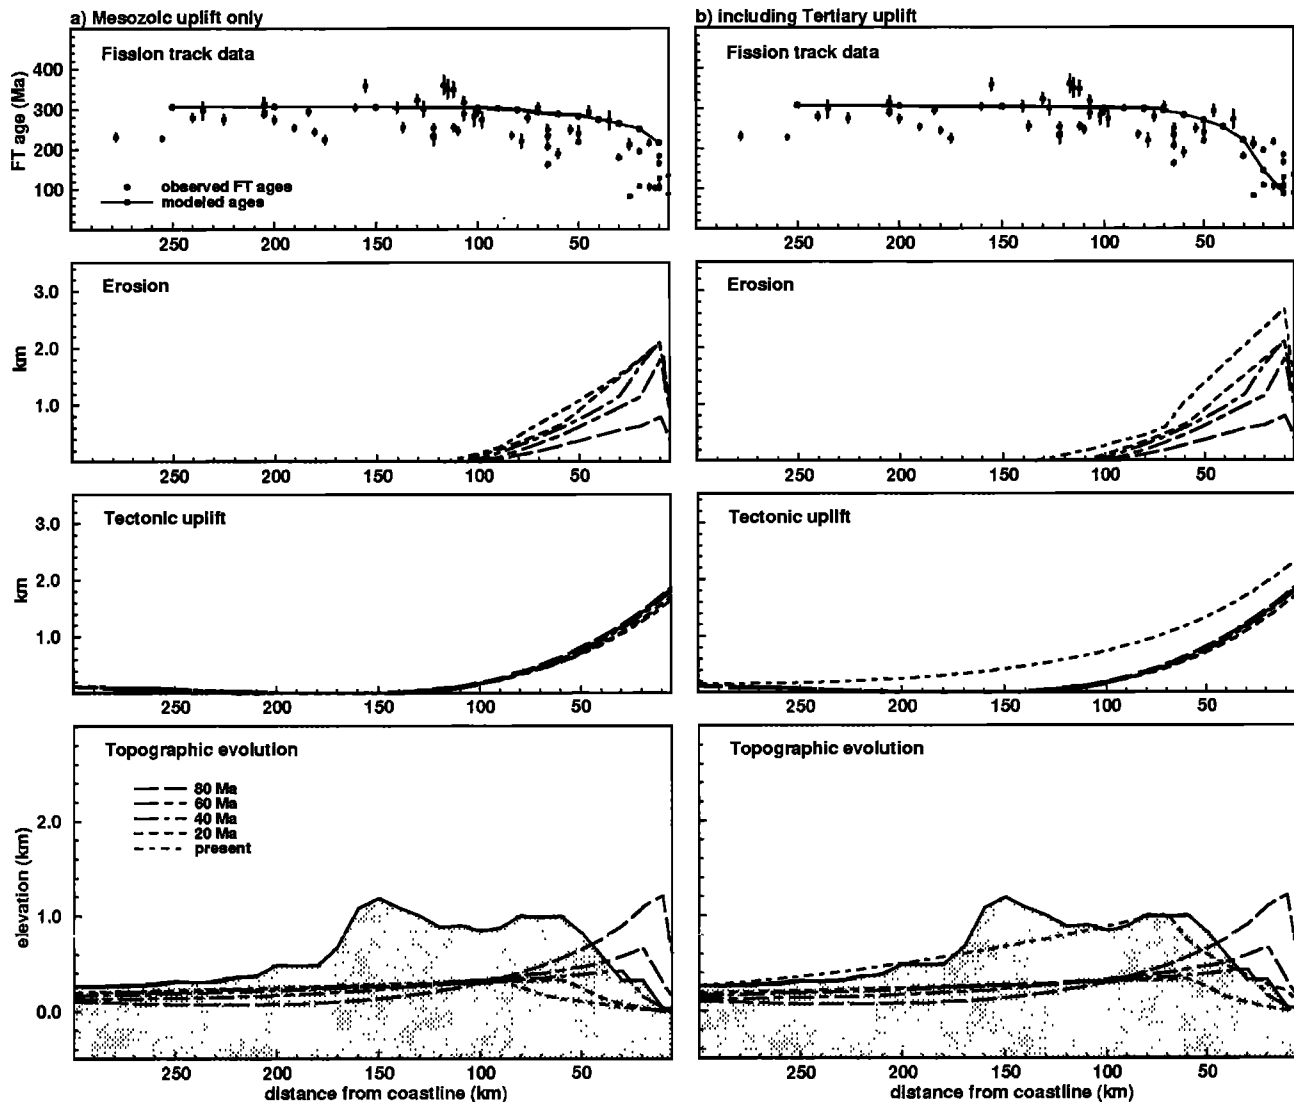 a) Mesozoic uplift only
Fission track data
FT age (Ma)
400
300
200
100
observed FT ages
modeled ages
250 200 150 100 50
Erosion
km
3.0
2.0
1.0
250 200 150 100 50
Tectonic uplift
km
3.0
2.0
1.0
250 200 150 100 50
Topographic evolution
80 Ma
60 Ma
40 Ma
20 Ma
present
elevation (km)
2.0
1.0
0.0
250 200 150 100 50
distance from coastline (km)
b) including Tertiary uplift
Fission track data
250 200 150 100 50
Erosion
250 200 150 100 50
Tectonic uplift
250 200 150 100 50
Topographic evolution
250 200 150 100 50
distance from coastline (km)